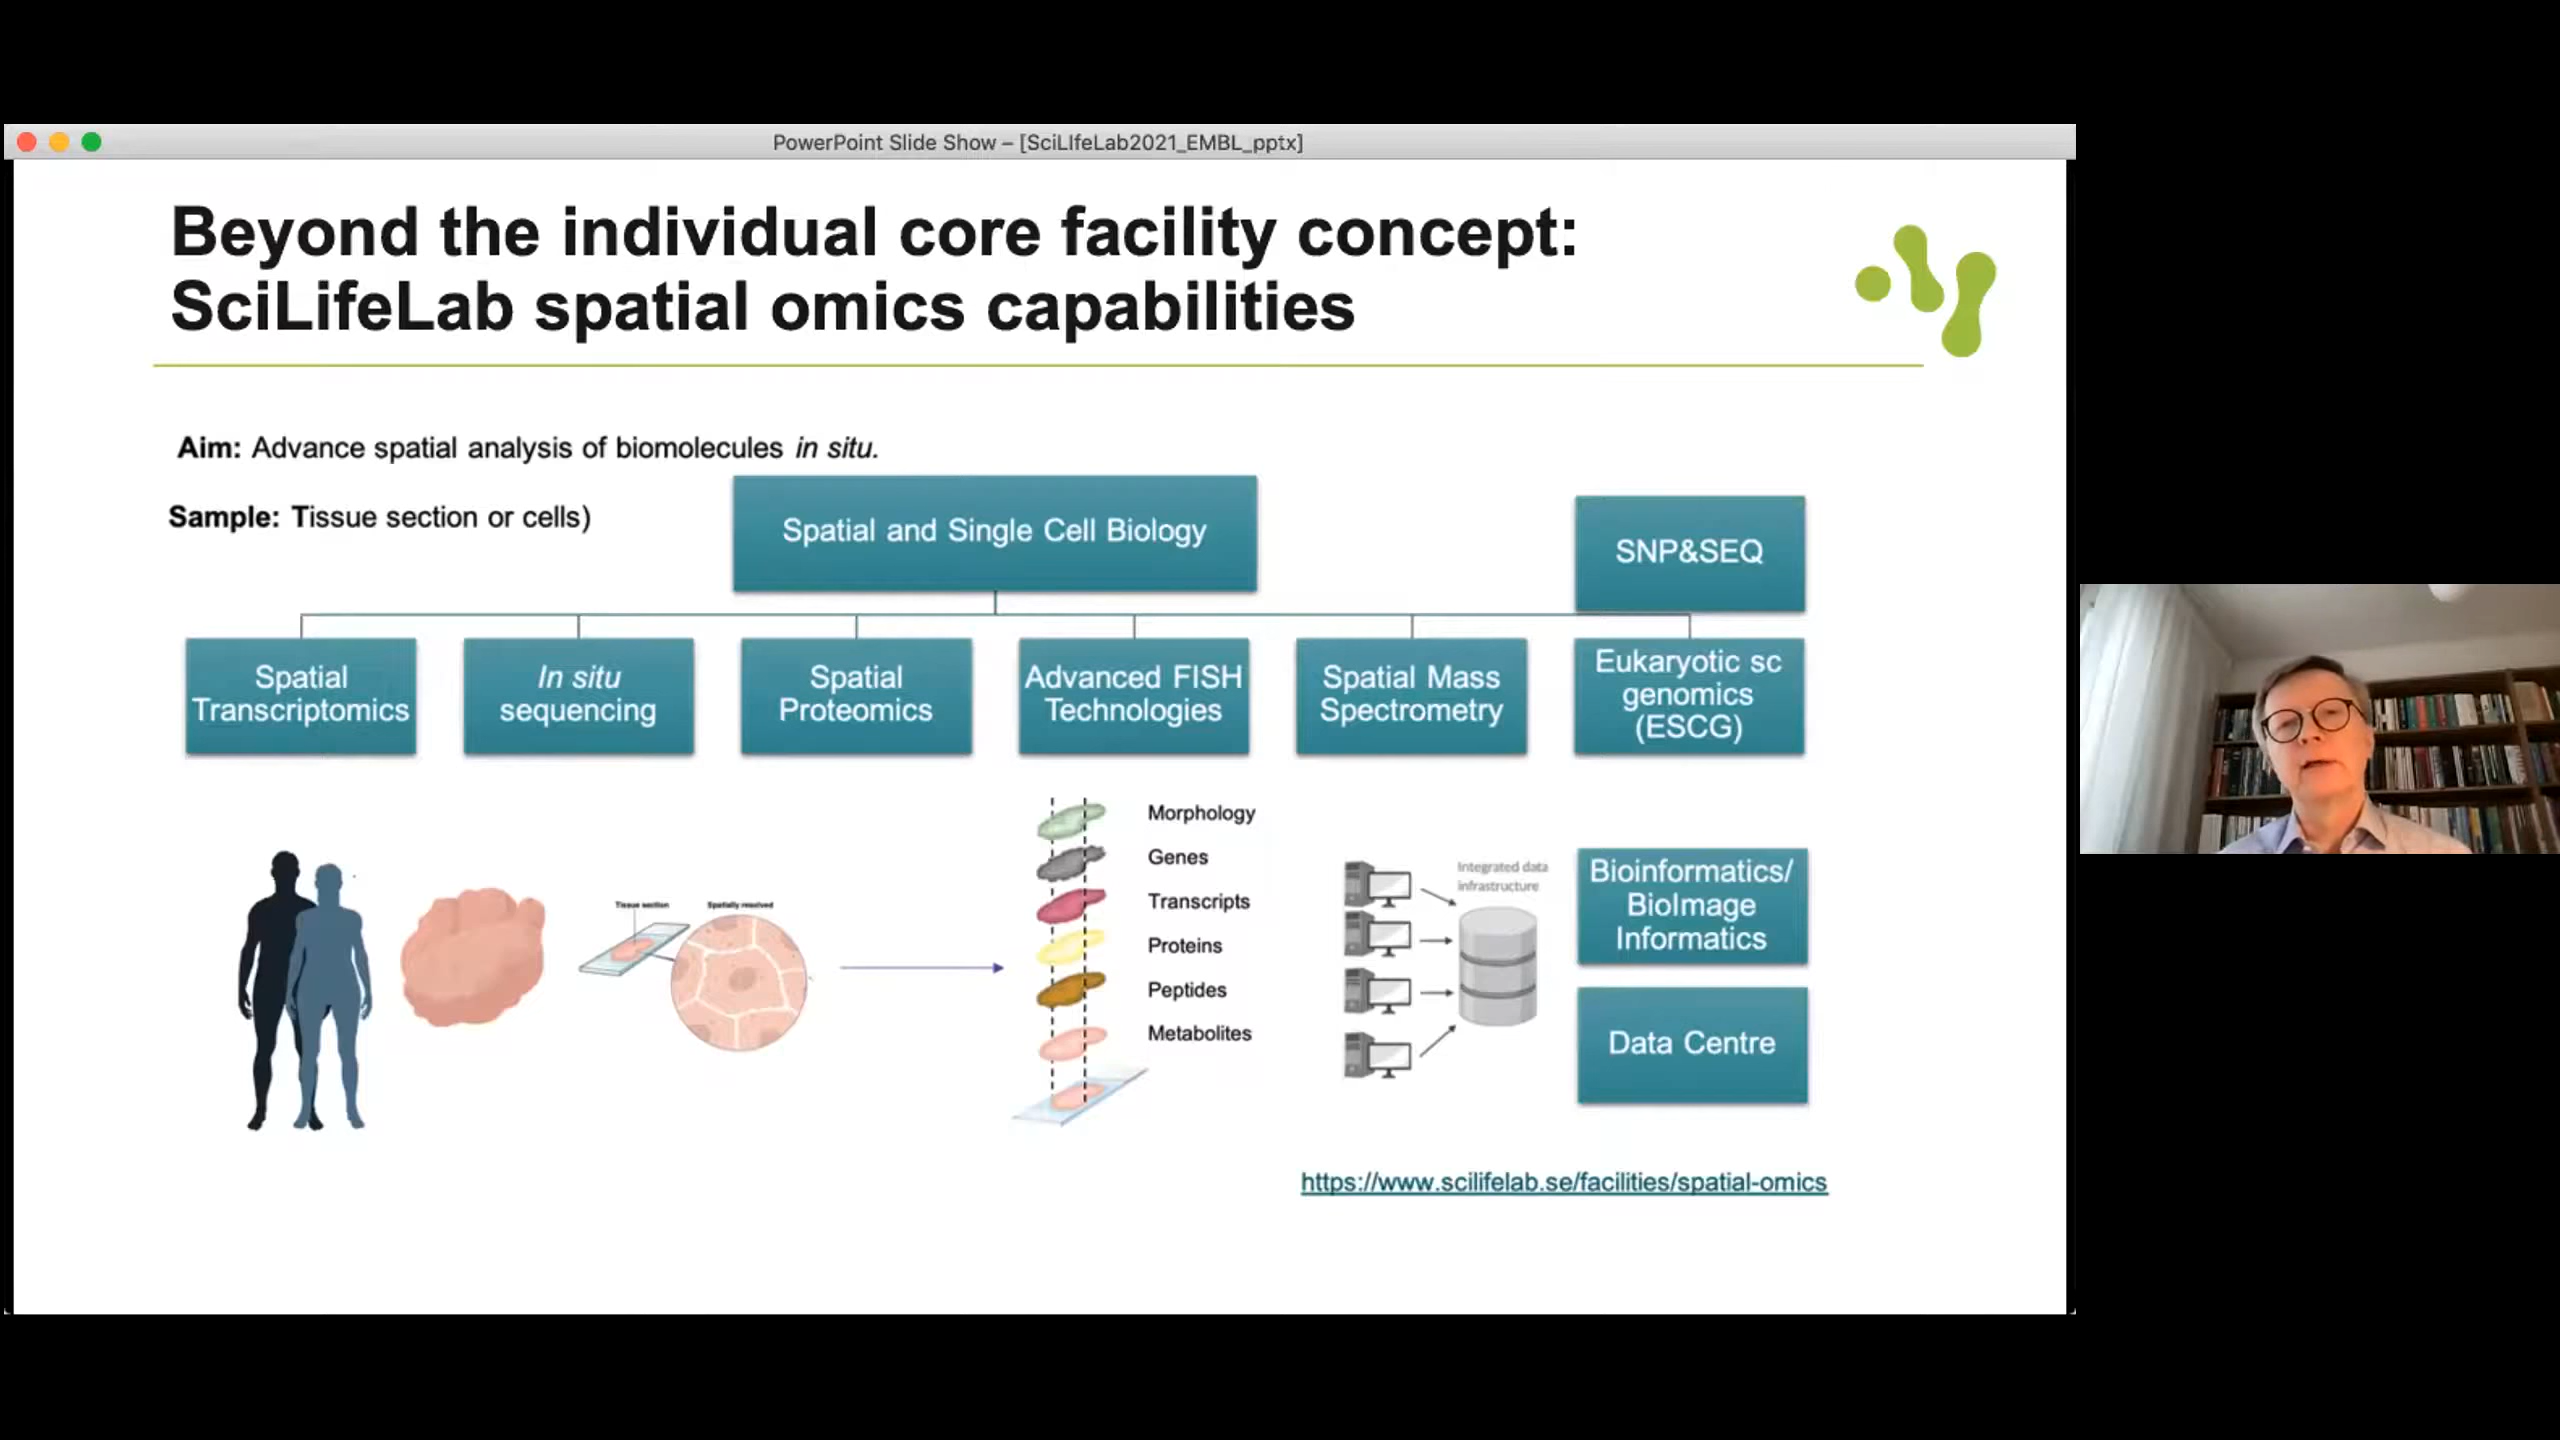 PowerPoint Slide Show – [SciLIfeLab2021_EMBL_pptx]
Beyond the individual core facility concept:
SciLifeLab spatial omics capabilities
Aim: Advance spatial analysis of biomolecules in situ.
Sample: Tissue section or cells)
Spatial and Single Cell Biology
SNP&SEQ
Spatial
Transcriptomics
In situ
sequencing
Spatial
Proteomics
Advanced FISH
Technologies
Spatial Mass
Spectrometry
Eukaryotic sc
genomics
(ESCG)
Tissue section
Spatially resolved
Morphology
Genes
Transcripts
Proteins
Peptides
Metabolites
Integrated data
infrastructure
Bioinformatics/
BioImage
Informatics
Data Centre
https://www.scilifelab.se/facilities/spatial-omics